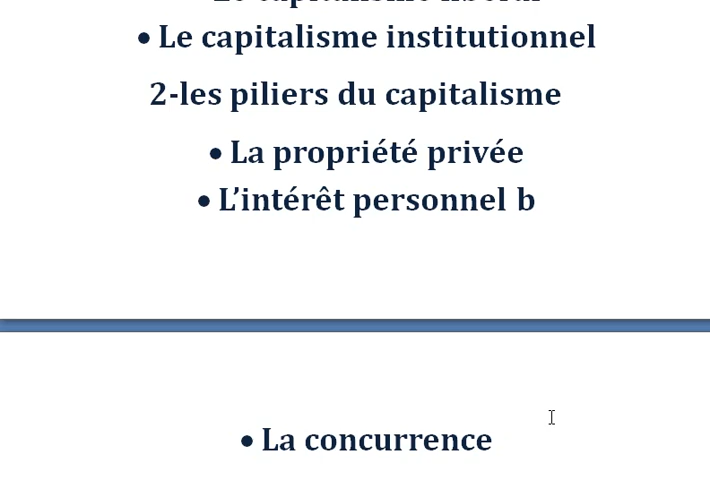 • Le capitalisme institutionnel
2-les piliers du capitalisme
• La propriété privée
• L’intérêt personnel b
• La concurrence